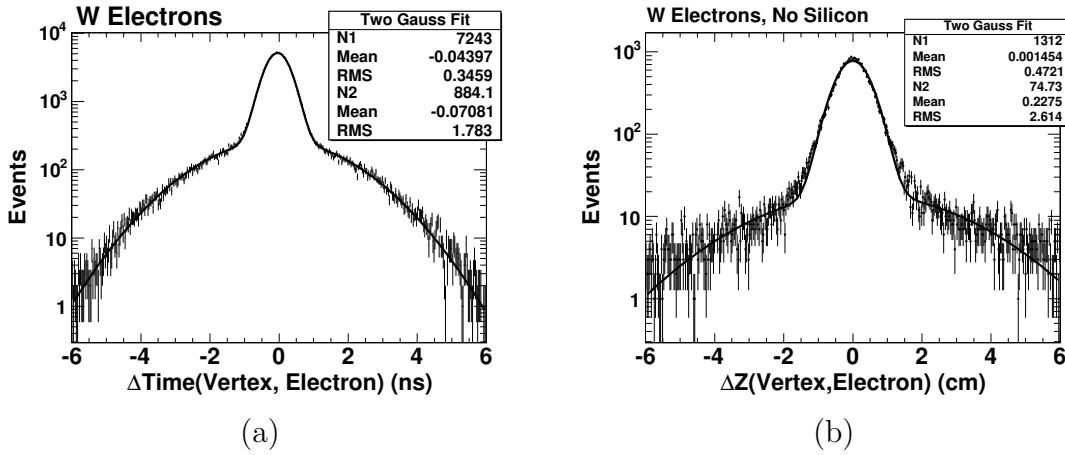 W Electrons
Two Gauss Fit
N1 7243
Mean -0.04397
RMS 0.3459
N2 884.1
Mean -0.07081
RMS 1.783
Events
10^4
10^3
10^2
10
1
-6 -4 -2 0 2 4 6
ΔTime(Vertex, Electron) (ns)
(a)
W Electrons, No Silicon
Two Gauss Fit
N1 1312
Mean 0.001454
RMS 0.4721
N2 74.73
Mean 0.2275
RMS 2.614
Events
10^3
10^2
10
1
-6 -4 -2 0 2 4 6
ΔZ(Vertex,Electron) (cm)
(b)